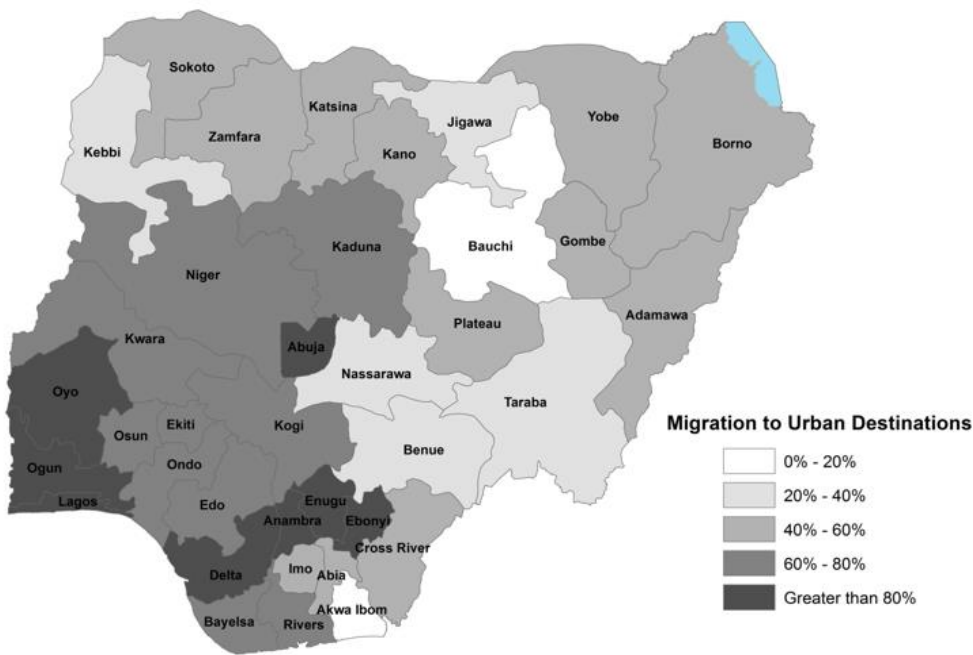 Sokoto
Katsina
Jigawa
Yobe
Borno
Zamfara
Kano
Kebbi
Bauchi
Gombe
Kaduna
Niger
Adamawa
Plateau
Kwara
Abuja
Nassarawa
Oyo
Taraba
Osun
Ekiti
Kogi
Benue
Ogun
Ondo
Lagos
Edo
Enugu
Anambra
Ebonyi
Cross River
Delta
Imo
Abia
Akwa Ibom
Bayelsa
Rivers
Migration to Urban Destinations
0% - 20%
20% - 40%
40% - 60%
60% - 80%
Greater than 80%